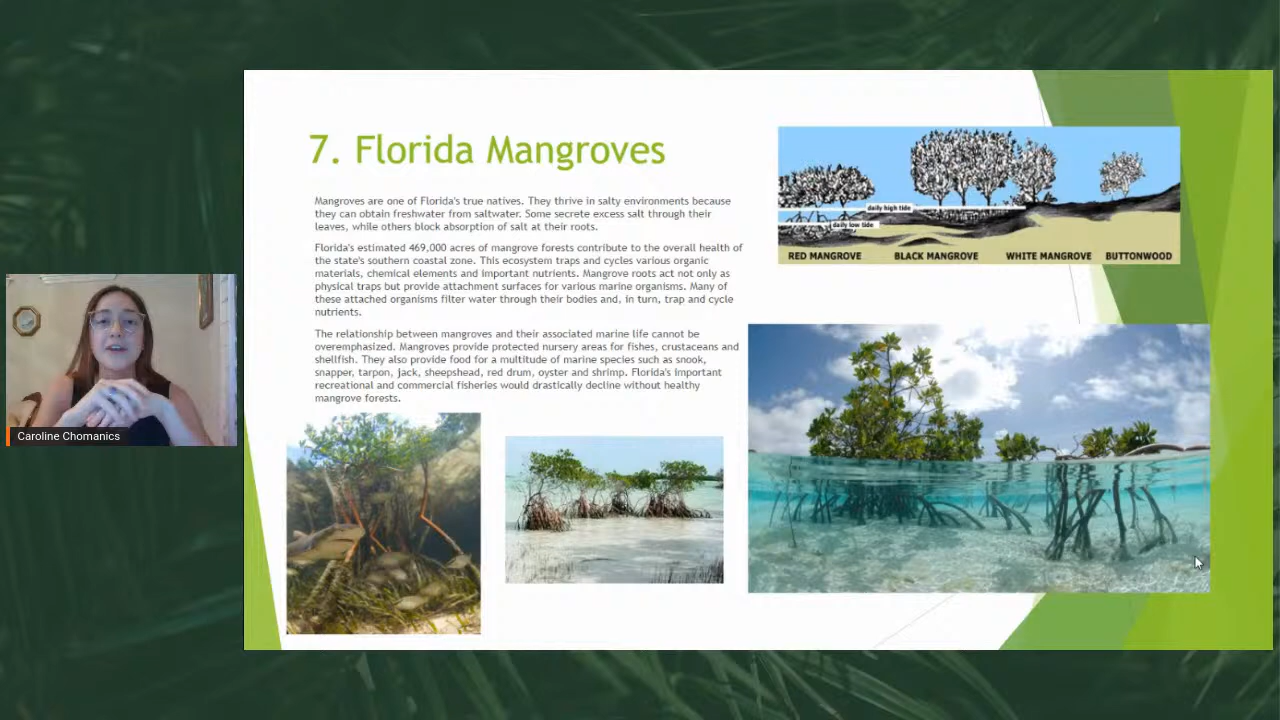 7. Florida Mangroves
Mangroves are one of Florida's true natives. They thrive in salty environments because
they can obtain freshwater from saltwater. Some secrete excess salt through their
leaves, while others block absorption of salt at their roots.
Florida's estimated 469,000 acres of mangrove forests contribute to the overall health of
the state's southern coastal zone. This ecosystem traps and cycles various organic
materials, chemical elements and important nutrients. Mangrove roots act not only as
physical traps but provide attachment surfaces for various marine organisms. Many of
these attached organisms filter water through their bodies and, in turn, trap and cycle
nutrients.
The relationship between mangroves and their associated marine life cannot be
overemphasized. Mangroves provide protected nursery areas for fishes, crustaceans and
shellfish. They also provide food for a multitude of marine species such as snook,
snapper, tarpon, jack, sheepshead, red drum, oyster and shrimp. Florida's important
recreational and commercial fisheries would drastically decline without healthy
mangrove forests.
daily high tide
daily low tide
RED MANGROVE BLACK MANGROVE WHITE MANGROVE BUTTONWOOD
Caroline Chomanics